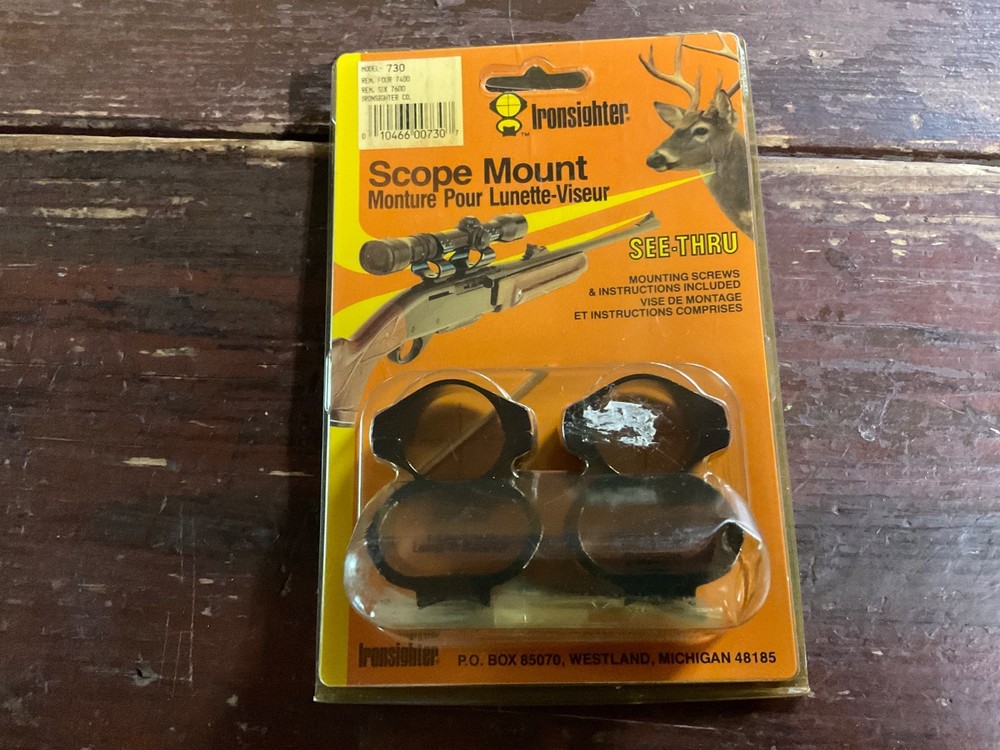 MODEL- 730
REM. FOUR 7400
REM. SIX 7600
IRONSIGHTER CO.
0 10466 00730 7
Ironsighter®
TM
Scope Mount
Monture Pour Lunette-Viseur
SEE-THRU
MOUNTING SCREWS
& INSTRUCTIONS INCLUDED
VISE DE MONTAGE
ET INSTRUCTIONS COMPRISES
Ironsighter® P.O. BOX 85070, WESTLAND, MICHIGAN 48185